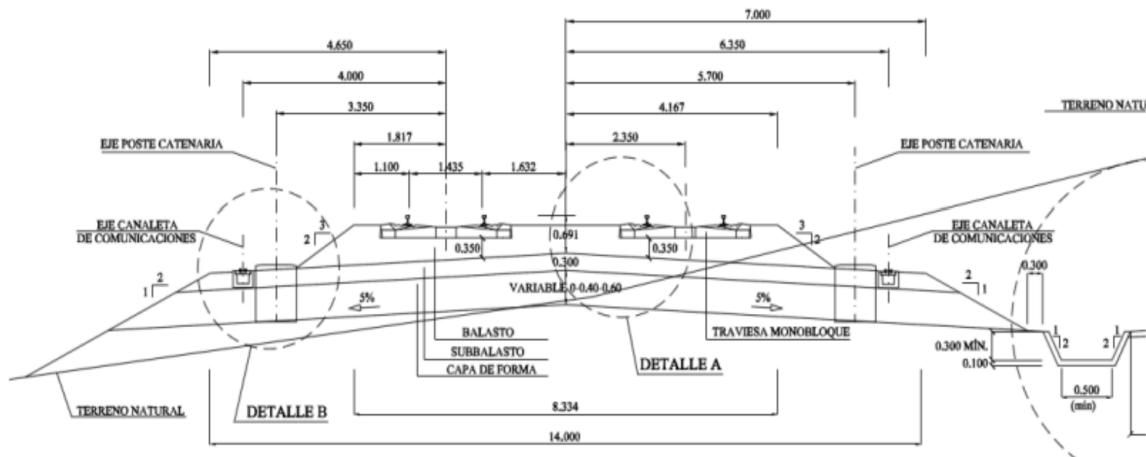 7.000
4.650
6.350
4.000
5.700
3.350
4.167
TERRENO NATU
EJE POSTE CATENARIA
1.817
2.350
EJE POSTE CATENARIA
1.100
1.435
1.632
EJE CANALETA
DE COMUNICACIONES
3
2
0.691
0.350
0.350
3
2
EJE CANALETA
DE COMUNICACIONES
0.300
0.300
2
1
2
1
VARIABLE 0-0.40-0.60
5%
5%
BALASTO
TRAVIESA MONOBLOQUE
1
2
1
2
0.300 MÍN.
SUBBALASTO
DETALLE A
0.100
CAPA DE FORMA
0.500
(min)
TERRENO NATURAL
DETALLE B
8.334
14.000